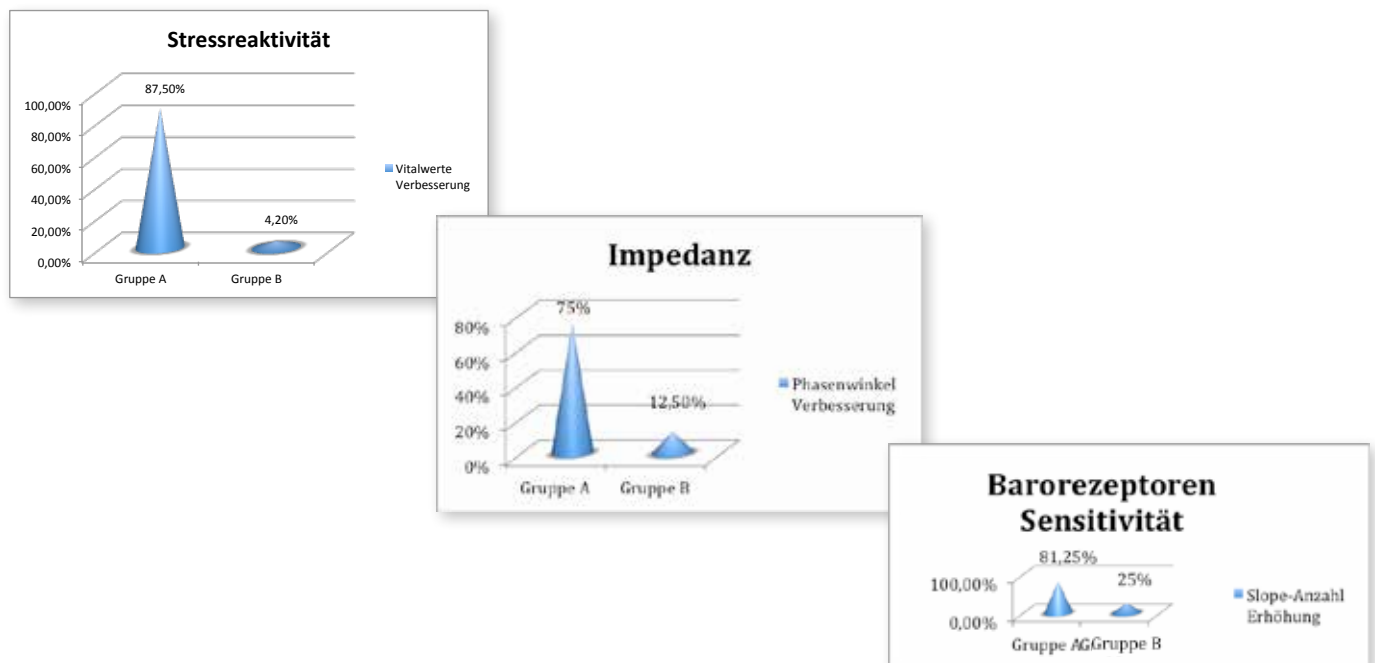 Stressreaktivität
87,50%
100,00%
80,00%
60,00%
40,00%
20,00%
0,00%
4,20%
Gruppe A
Gruppe B
Vitalwerte
Verbesserung
Impedanz
75%
80%
60%
40%
20%
0%
12,50%
Gruppe A
Gruppe B
Phasenwinkel
Verbesserung
Barorezeptoren
Sensitivität
81,25%
25%
100,00%
0,00%
Gruppe AGGruppe B
Slope-Anzahl
Erhöhung